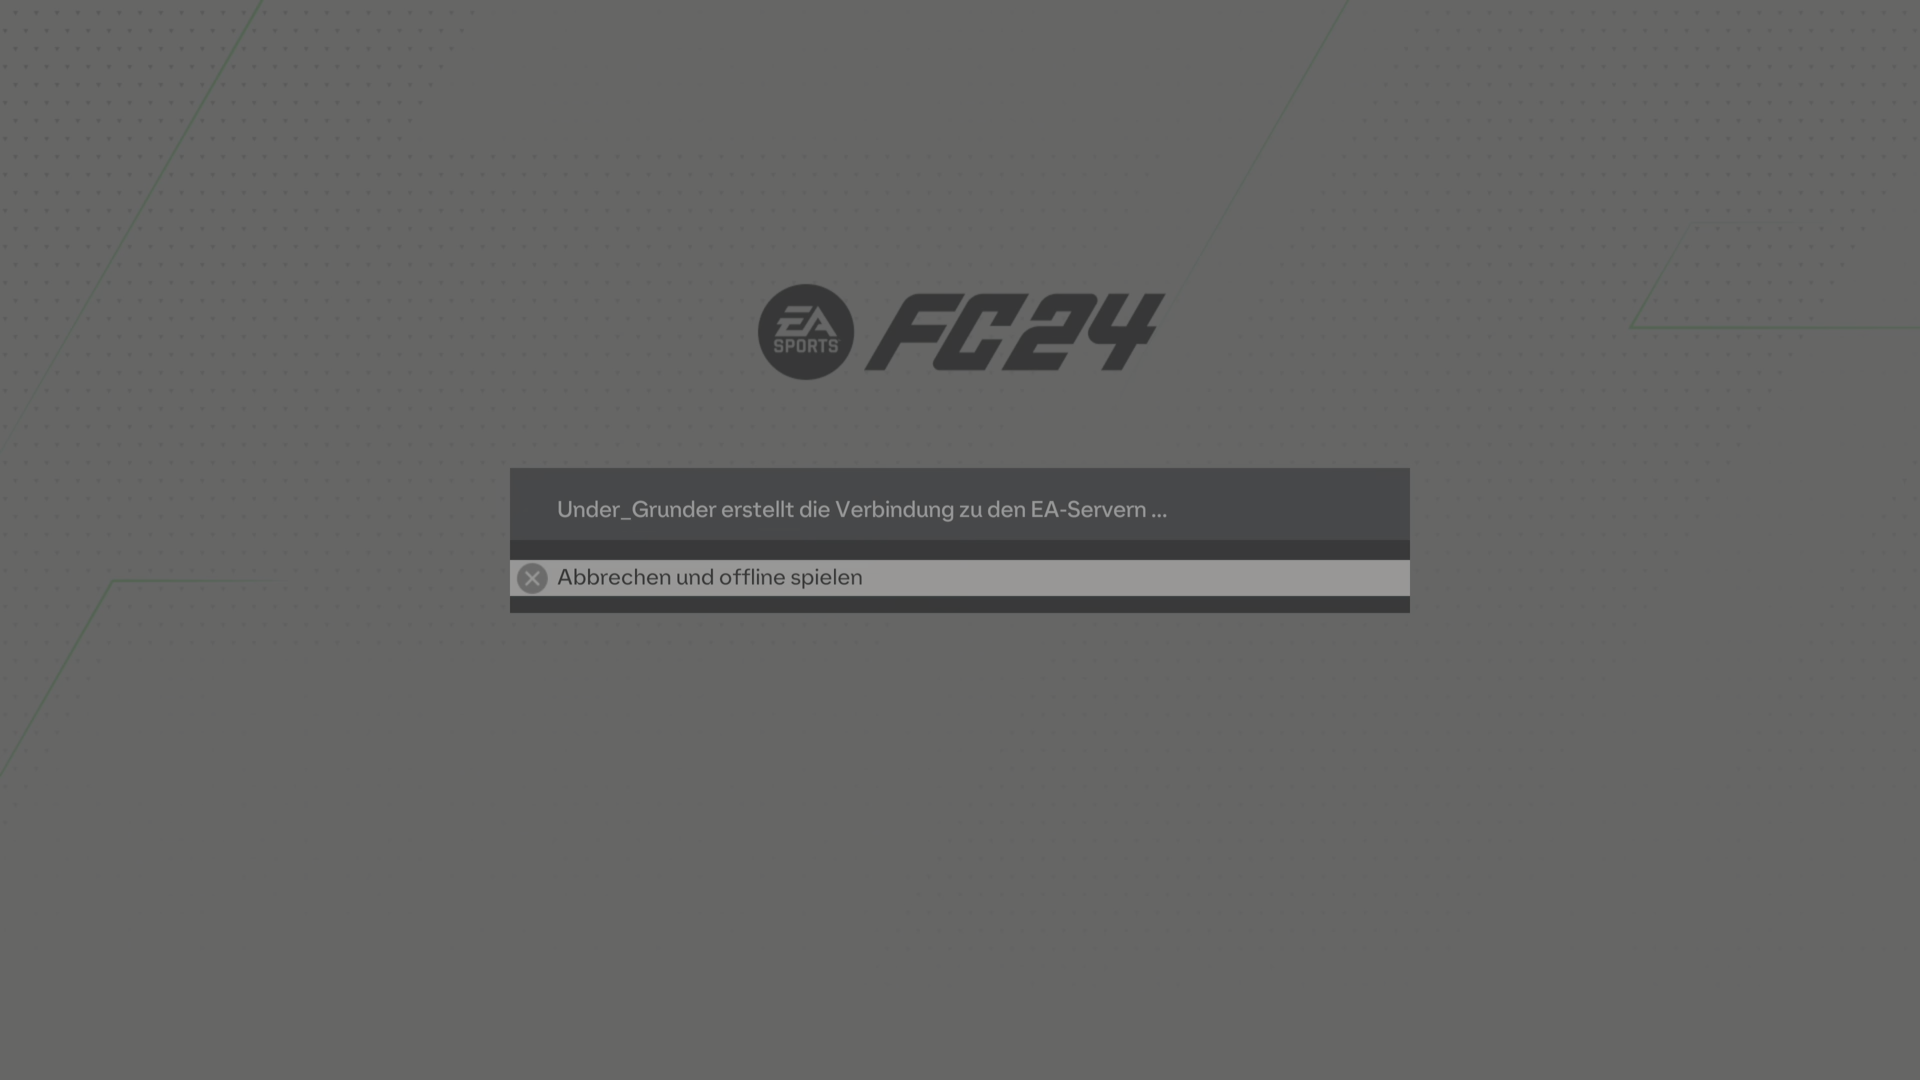 EA SPORTS FC24
Under_Grunder erstellt die Verbindung zu den EA-Servern ...
Abbrechen und offline spielen